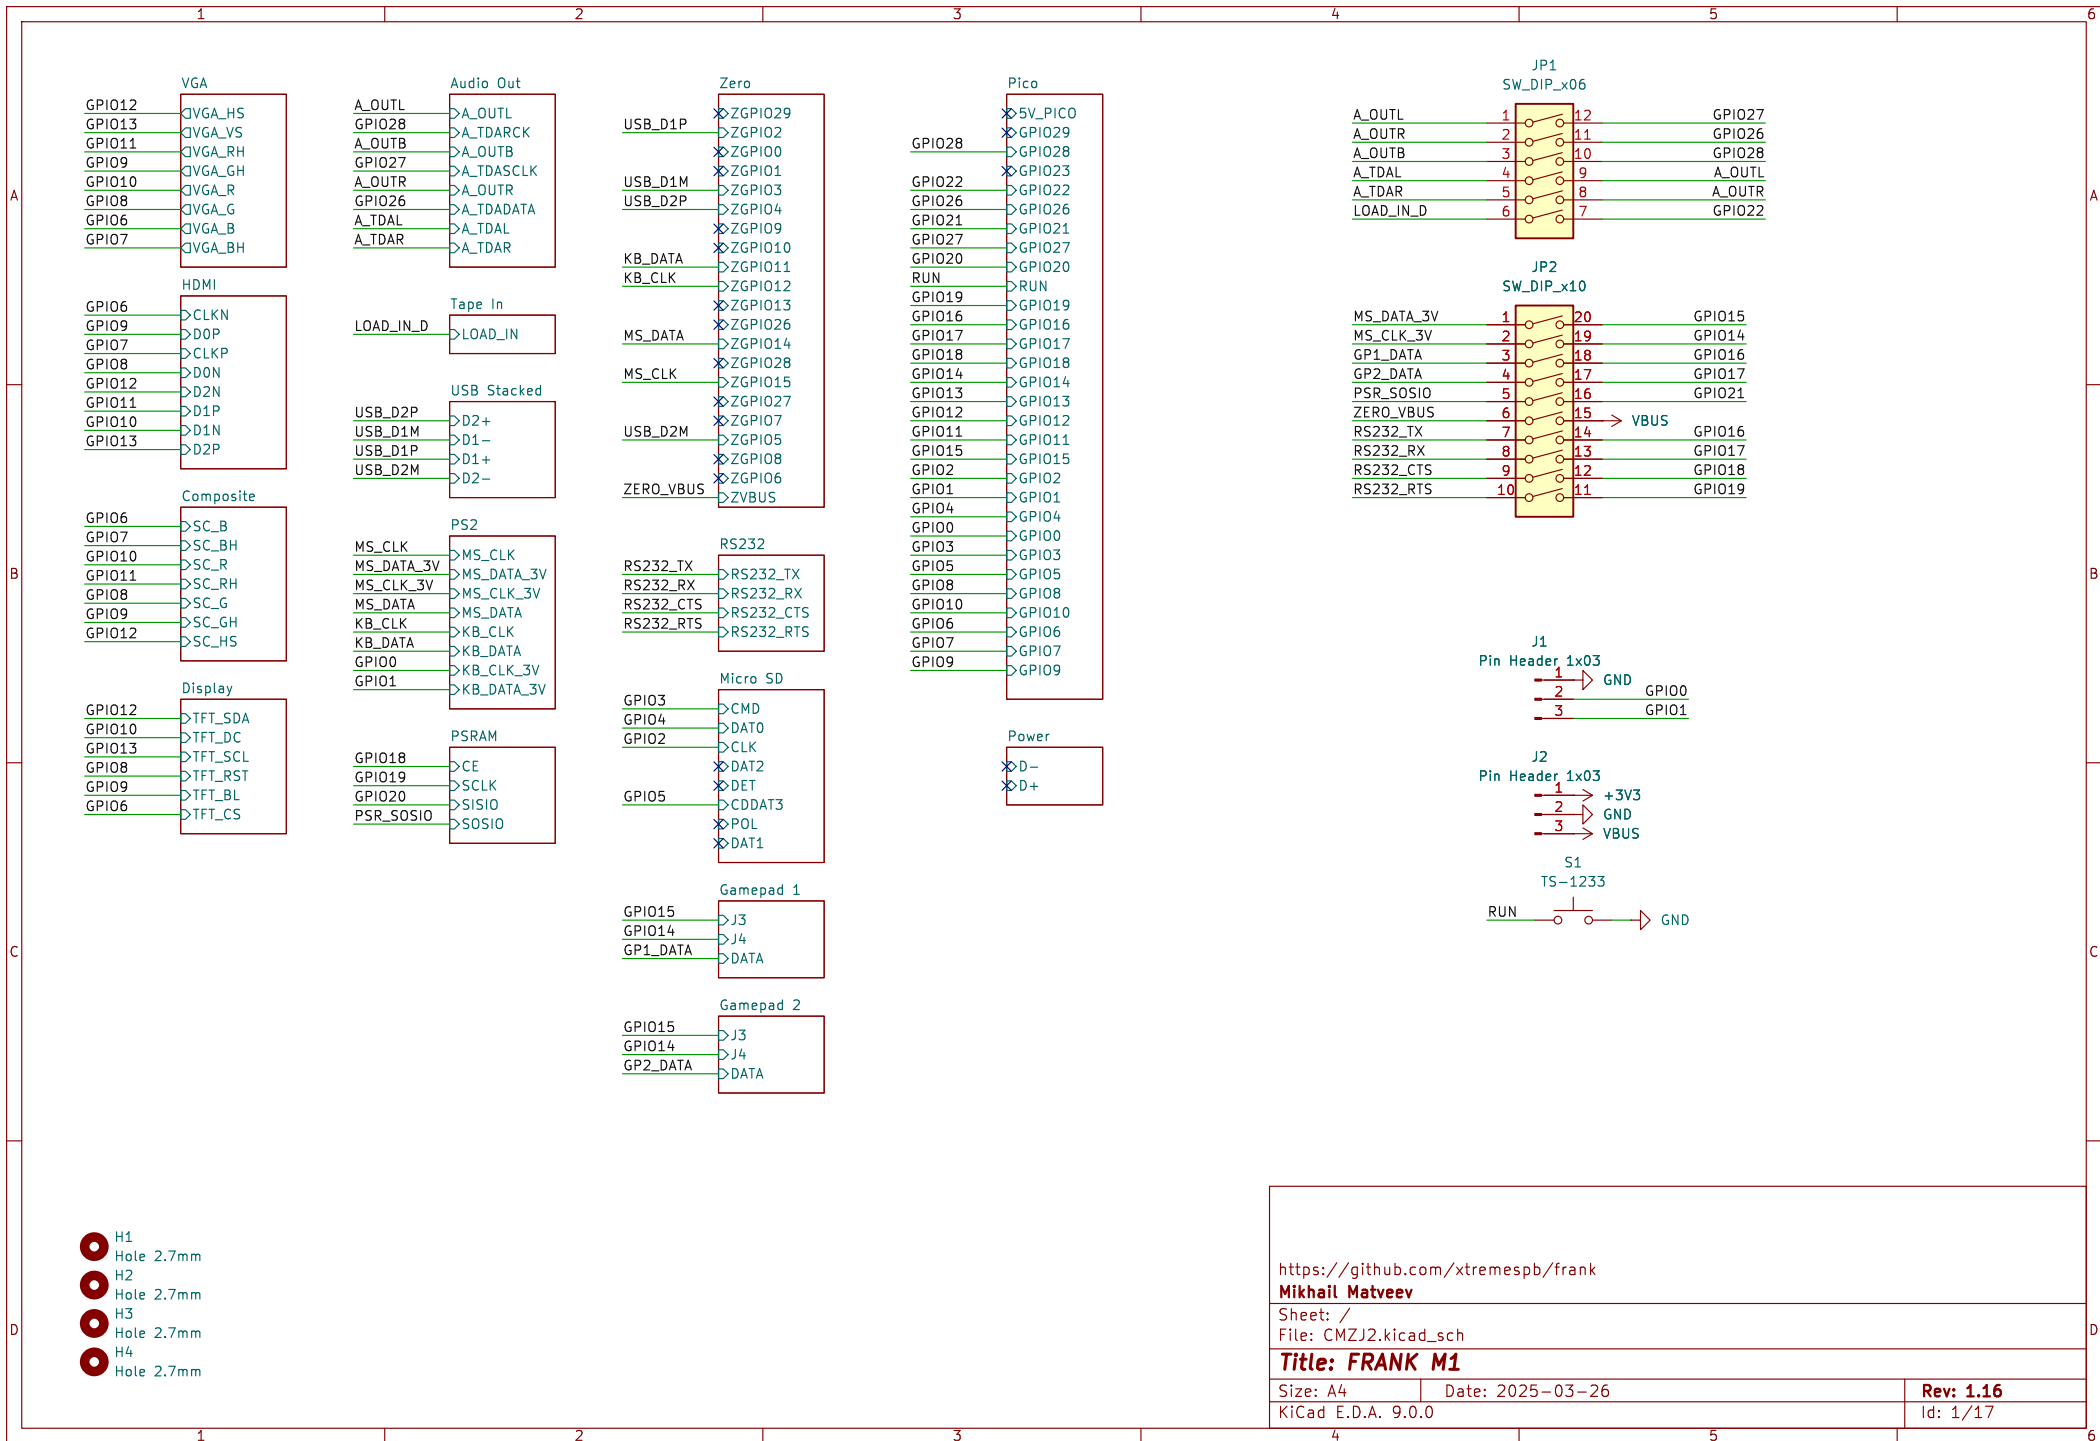 1 2 3 4 5 6
A
B
C
D
VGA
GPIO12 VGA_HS
GPIO13 VGA_VS
GPIO11 VGA_RH
GPIO9 VGA_GH
GPIO10 VGA_R
GPIO8 VGA_G
GPIO6 VGA_B
GPIO7 VGA_BH
HDMI
GPIO6 CLKN
GPIO9 D0P
GPIO7 CLKP
GPIO8 D0N
GPIO12 D2N
GPIO11 D1P
GPIO10 D1N
GPIO13 D2P
Composite
GPIO6 SC_B
GPIO7 SC_BH
GPIO10 SC_R
GPIO11 SC_RH
GPIO8 SC_G
GPIO9 SC_GH
GPIO12 SC_HS
Display
GPIO12 TFT_SDA
GPIO10 TFT_DC
GPIO13 TFT_SCL
GPIO8 TFT_RST
GPIO9 TFT_BL
GPIO6 TFT_CS
Audio Out
A_OUTL A_OUTL
GPIO28 A_TDARCK
A_OUTB A_OUTB
GPIO27 A_TDASCLK
A_OUTR A_OUTR
GPIO26 A_TDADATA
A_TDAL A_TDAL
A_TDAR A_TDAR
Tape In
LOAD_IN_D LOAD_IN
USB Stacked
USB_D2P D2+
USB_D1M D1-
USB_D1P D1+
USB_D2M D2-
PS2
MS_CLK MS_CLK
MS_DATA_3V MS_DATA_3V
MS_CLK_3V MS_CLK_3V
MS_DATA MS_DATA
KB_CLK KB_CLK
KB_DATA KB_DATA
GPIO0 KB_CLK_3V
GPIO1 KB_DATA_3V
PSRAM
GPIO18 CE
GPIO19 SCLK
GPIO20 SISIO
PSR_SOSIO SOSIO
Zero
ZGPIO29
USB_D1P ZGPIO2
ZGPIO0
ZGPIO1
USB_D1M ZGPIO3
USB_D2P ZGPIO4
ZGPIO9
ZGPIO10
KB_DATA ZGPIO11
KB_CLK ZGPIO12
ZGPIO13
ZGPIO26
MS_DATA ZGPIO14
ZGPIO28
MS_CLK ZGPIO15
ZGPIO27
ZGPIO7
USB_D2M ZGPIO5
ZGPIO8
ZGPIO6
ZERO_VBUS ZVBUS
RS232
RS232_TX RS232_TX
RS232_RX RS232_RX
RS232_CTS RS232_CTS
RS232_RTS RS232_RTS
Micro SD
GPIO3 CMD
GPIO4 DAT0
GPIO2 CLK
DAT2
DET
GPIO5 CDDAT3
POL
DAT1
Gamepad 1
GPIO15 J3
GPIO14 J4
GP1_DATA DATA
Gamepad 2
GPIO15 J3
GPIO14 J4
GP2_DATA DATA
Pico
5V_PICO
GPIO29
GPIO28 GPIO28
GPIO23
GPIO22 GPIO22
GPIO26 GPIO26
GPIO21 GPIO21
GPIO27 GPIO27
GPIO20 GPIO20
RUN RUN
GPIO19 GPIO19
GPIO16 GPIO16
GPIO17 GPIO17
GPIO18 GPIO18
GPIO14 GPIO14
GPIO13 GPIO13
GPIO12 GPIO12
GPIO11 GPIO11
GPIO15 GPIO15
GPIO2 GPIO2
GPIO1 GPIO1
GPIO4 GPIO4
GPIO0 GPIO0
GPIO3 GPIO3
GPIO5 GPIO5
GPIO8 GPIO8
GPIO10 GPIO10
GPIO6 GPIO6
GPIO7 GPIO7
GPIO9 GPIO9
Power
D-
D+
JP1
SW_DIP_x06
A_OUTL 1 12 GPIO27
A_OUTR 2 11 GPIO26
A_OUTB 3 10 GPIO28
A_TDAL 4 9 A_OUTL
A_TDAR 5 8 A_OUTR
LOAD_IN_D 6 7 GPIO22
JP2
SW_DIP_x10
MS_DATA_3V 1 20 GPIO15
MS_CLK_3V 2 19 GPIO14
GP1_DATA 3 18 GPIO16
GP2_DATA 4 17 GPIO17
PSR_SOSIO 5 16 GPIO21
ZERO_VBUS 6 15 VBUS
RS232_TX 7 14 GPIO16
RS232_RX 8 13 GPIO17
RS232_CTS 9 12 GPIO18
RS232_RTS 10 11 GPIO19
J1
Pin Header 1x03
1 GND
2 GPIO0
3 GPIO1
J2
Pin Header 1x03
1 +3V3
2 GND
3 VBUS
S1
TS-1233
RUN GND
H1
Hole 2.7mm
H2
Hole 2.7mm
H3
Hole 2.7mm
H4
Hole 2.7mm
https://github.com/xtremespb/frank
Mikhail Matveev
Sheet: /
File: CMZJ2.kicad_sch
Title: FRANK M1
Size: A4 Date: 2025-03-26 Rev: 1.16
KiCad E.D.A. 9.0.0 Id: 1/17
A
B
C
D
1 2 3 4 5 6